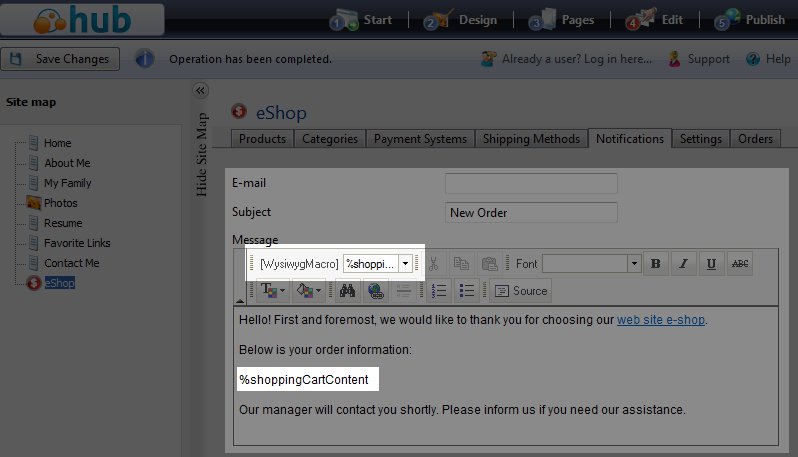 hub
1 Start 2 Design 3 Pages 4 Edit 5 Publish
Save Changes Operation has been completed. Already a user? Log in here... Support Help
Site map
Home
About Me
My Family
Photos
Resume
Favorite Links
Contact Me
eShop
Hide Site Map
eShop
Products Categories Payment Systems Shipping Methods Notifications Settings Orders
E-mail
Subject New Order
Message
[WysiwygMacro] %shoppi... Font B I U ABC
T Source
Hello! First and foremost, we would like to thank you for choosing our web site e-shop.
Below is your order information:
%shoppingCartContent
Our manager will contact you shortly. Please inform us if you need our assistance.